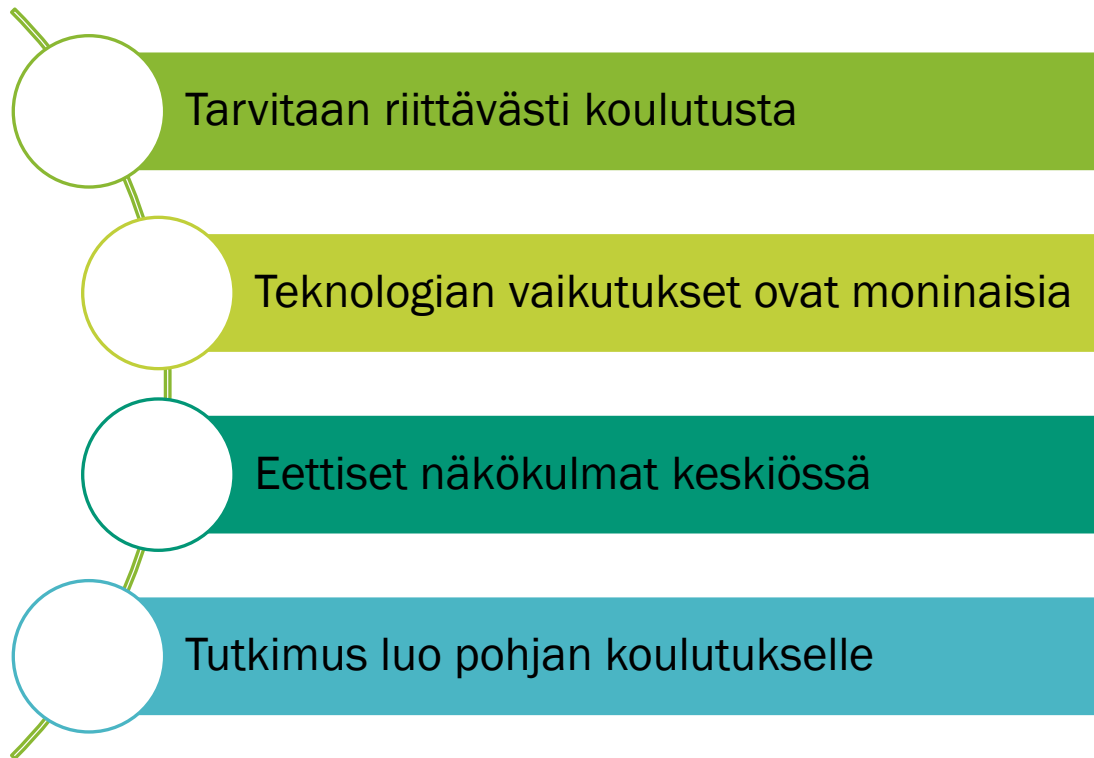 Tarvitaan riittävästi koulutusta
Teknologian vaikutukset ovat moninaisia
Eettiset näkökulmat keskiössä
Tutkimus luo pohjan koulutukselle